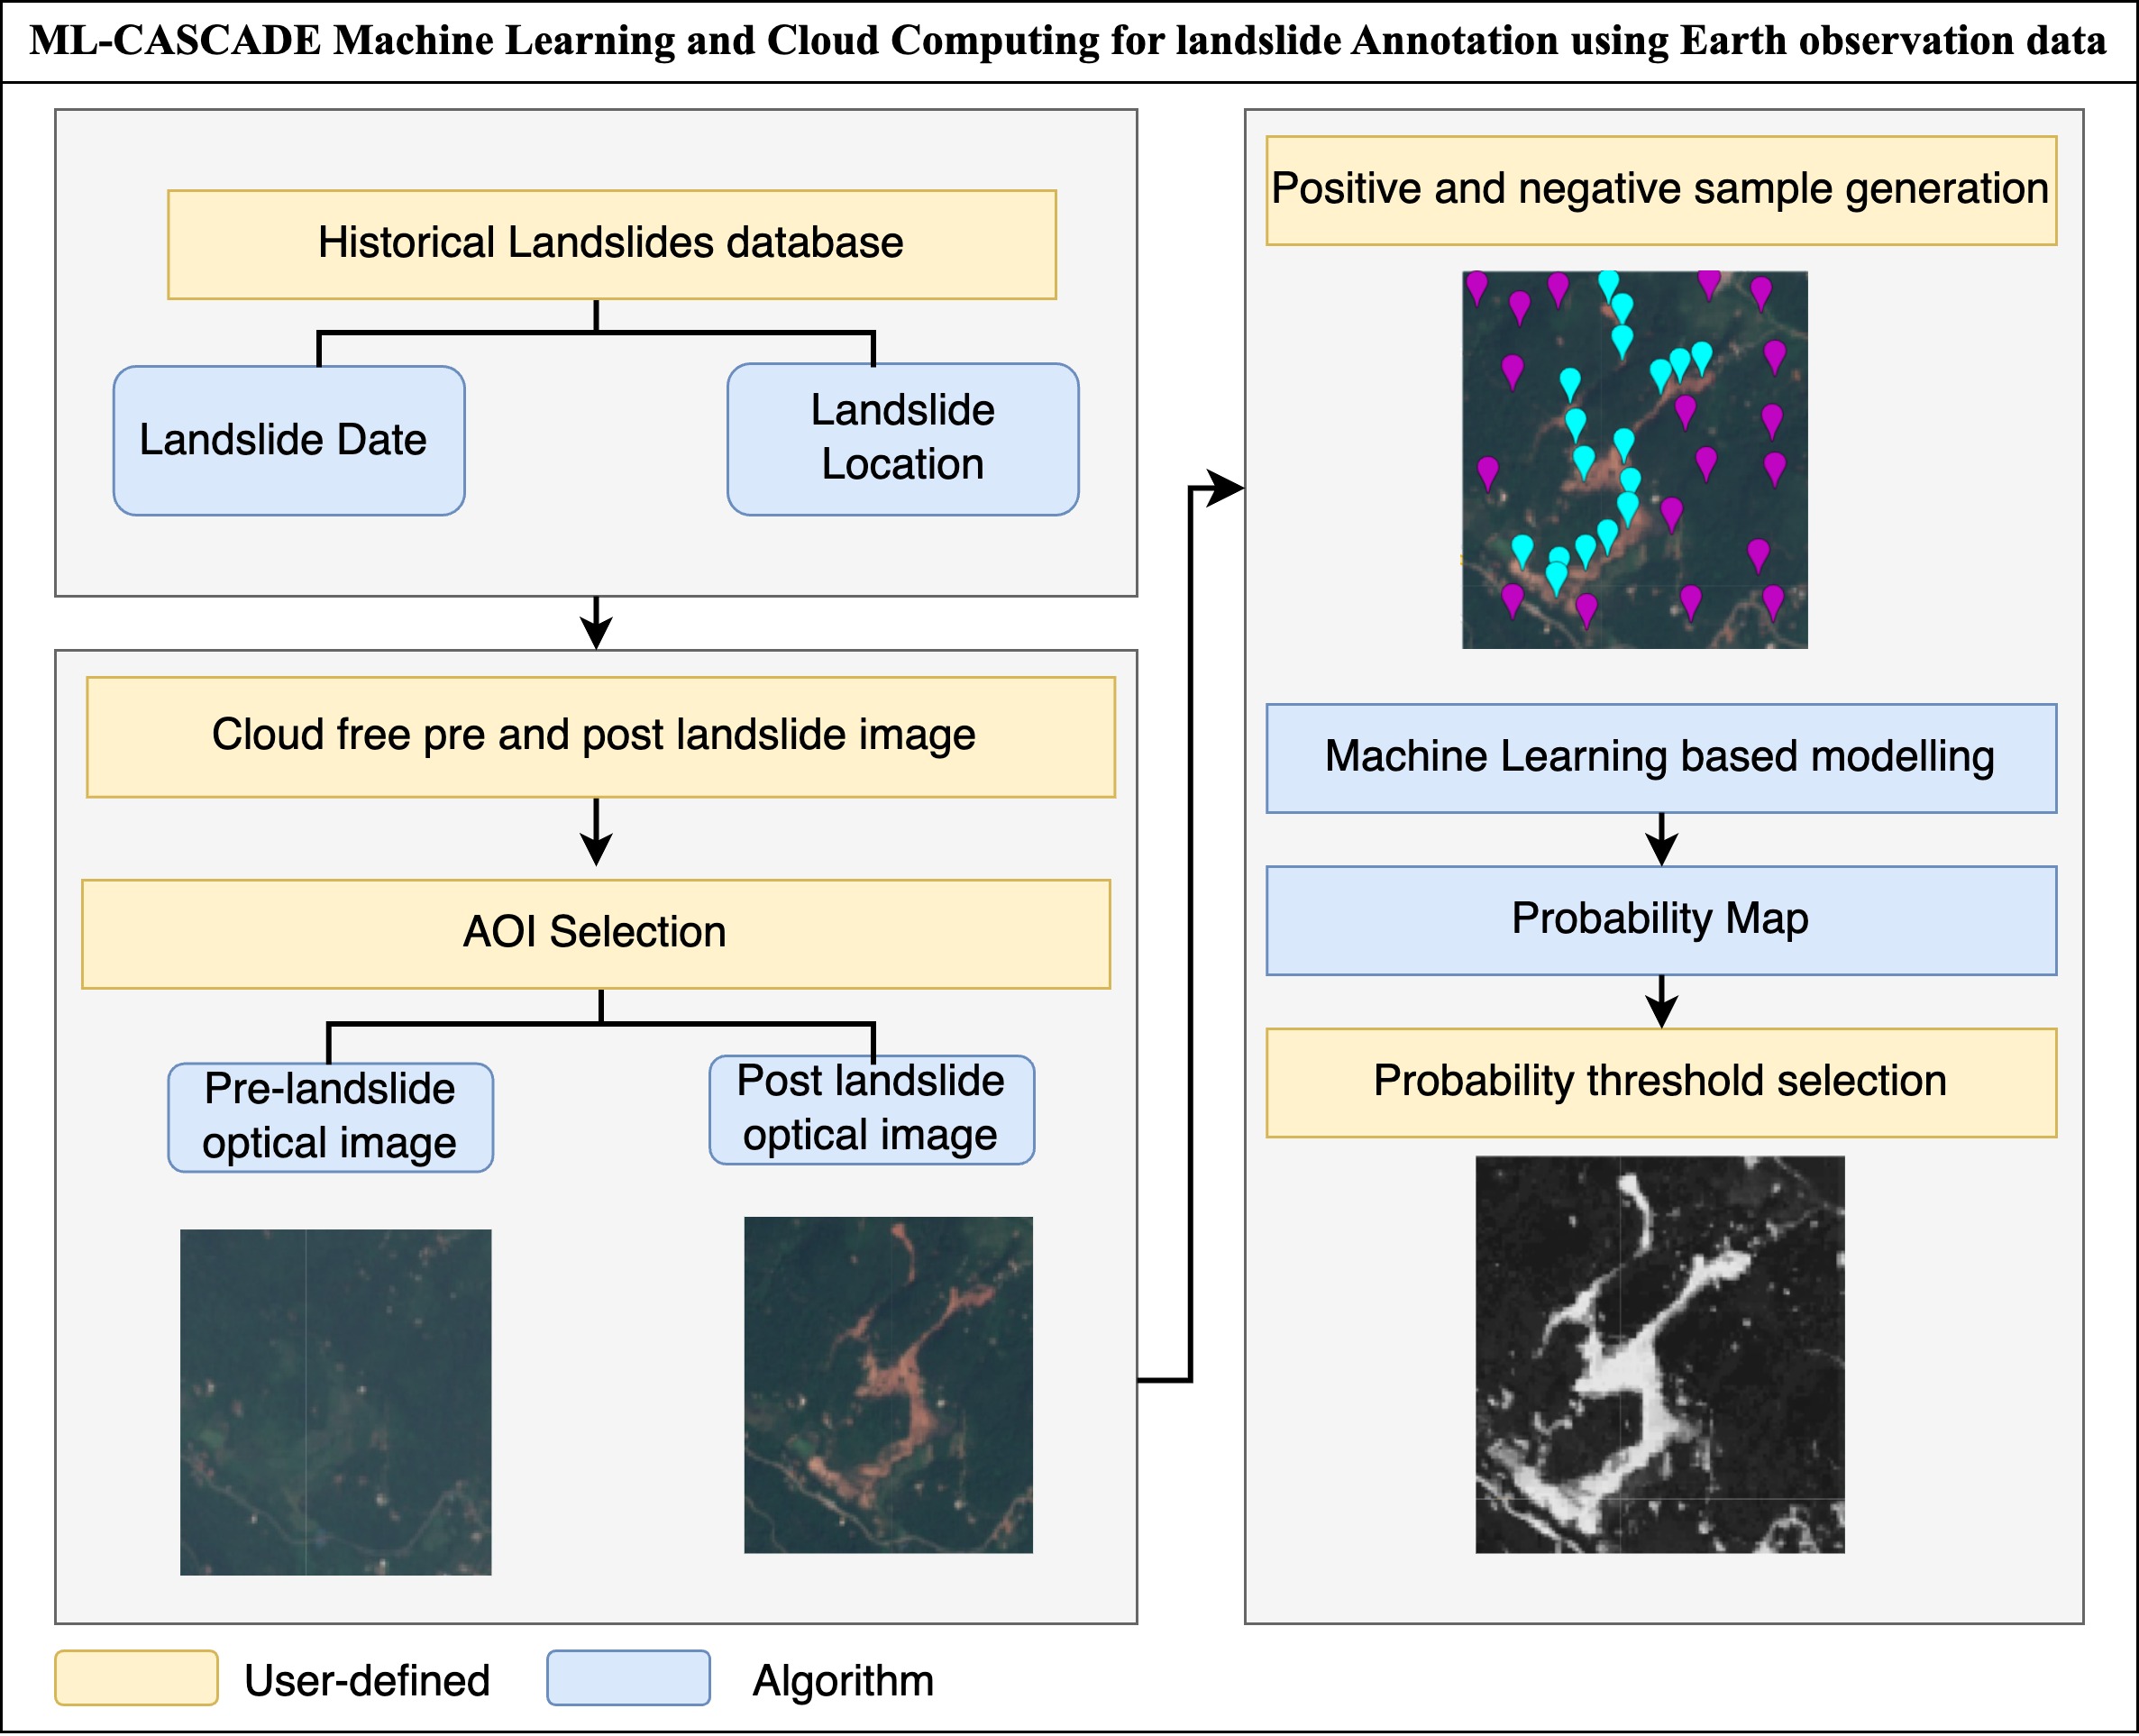 ML-CASCADE Machine Learning and Cloud Computing for landslide Annotation using Earth observation data
Historical Landslides database
Landslide Date
Landslide
Location
Cloud free pre and post landslide image
AOI Selection
Pre-landslide
optical image
Post landslide
optical image
Positive and negative sample generation
Machine Learning based modelling
Probability Map
Probability threshold selection
User-defined
Algorithm